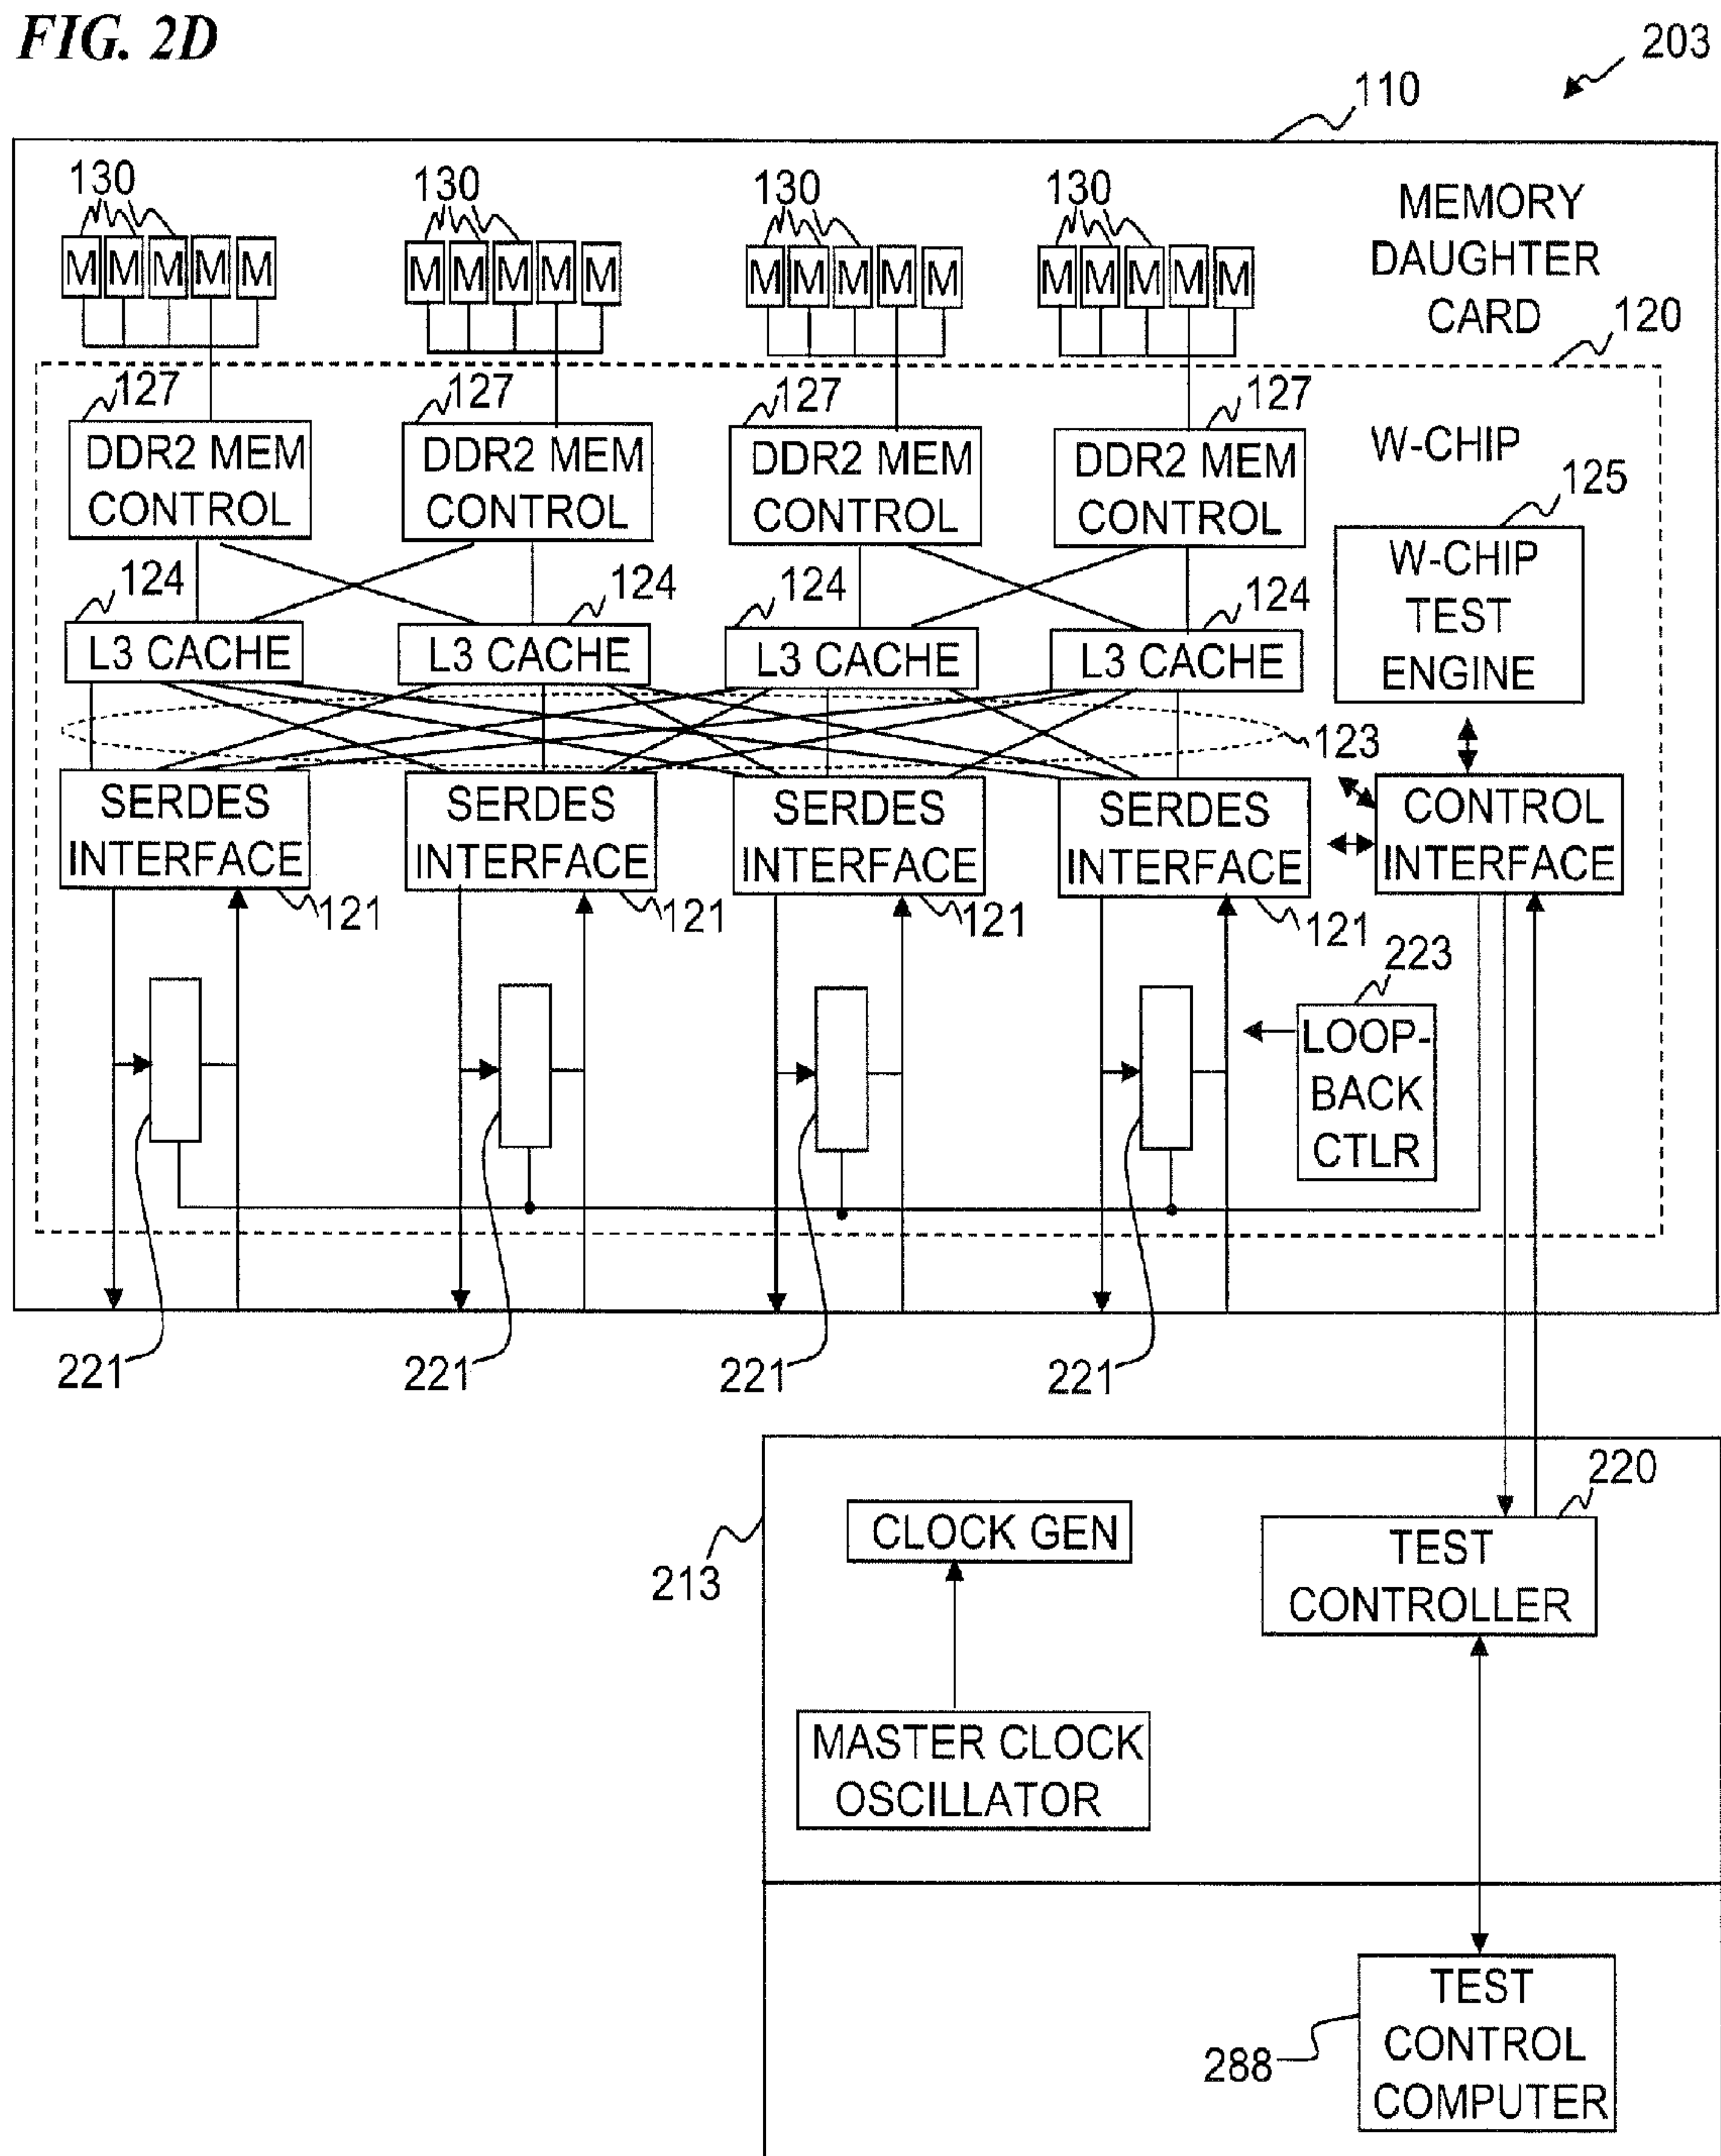 FIG. 2D
203
110
130 130 130 130
MEMORY
DAUGHTER
CARD
M M M M M M M M M M M M M M M M M M M M
120
127 127 127 127
W-CHIP
DDR2 MEM
CONTROL
DDR2 MEM
CONTROL
DDR2 MEM
CONTROL
DDR2 MEM
CONTROL
125
W-CHIP
TEST
ENGINE
124 124 124 124
L3 CACHE L3 CACHE L3 CACHE L3 CACHE
123
SERDES
INTERFACE
SERDES
INTERFACE
SERDES
INTERFACE
SERDES
INTERFACE
CONTROL
INTERFACE
121 121 121 121
223
LOOP-
BACK
CTLR
221 221 221 221
220
213
CLOCK GEN
TEST
CONTROLLER
MASTER CLOCK
OSCILLATOR
288
TEST
CONTROL
COMPUTER